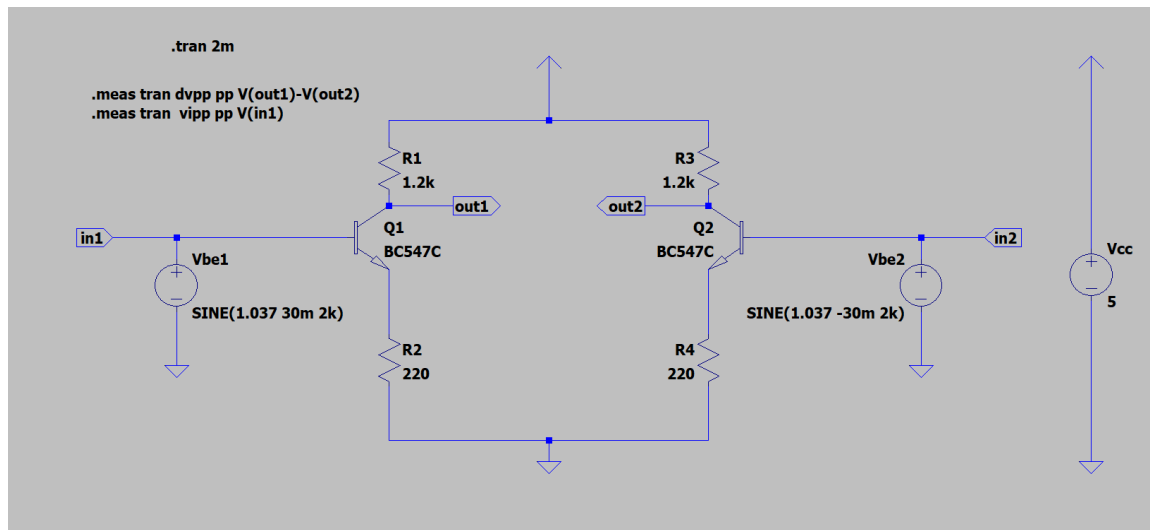 .tran 2m
.meas tran dvpp pp V(out1)-V(out2)
.meas tran  vipp pp V(in1)
R1
1.2k
R3
1.2k
out1
out2
Q1
BC547C
Q2
BC547C
in1
in2
Vbe1
SINE(1.037 30m 2k)
Vbe2
SINE(1.037 -30m 2k)
Vcc
5
R2
220
R4
220